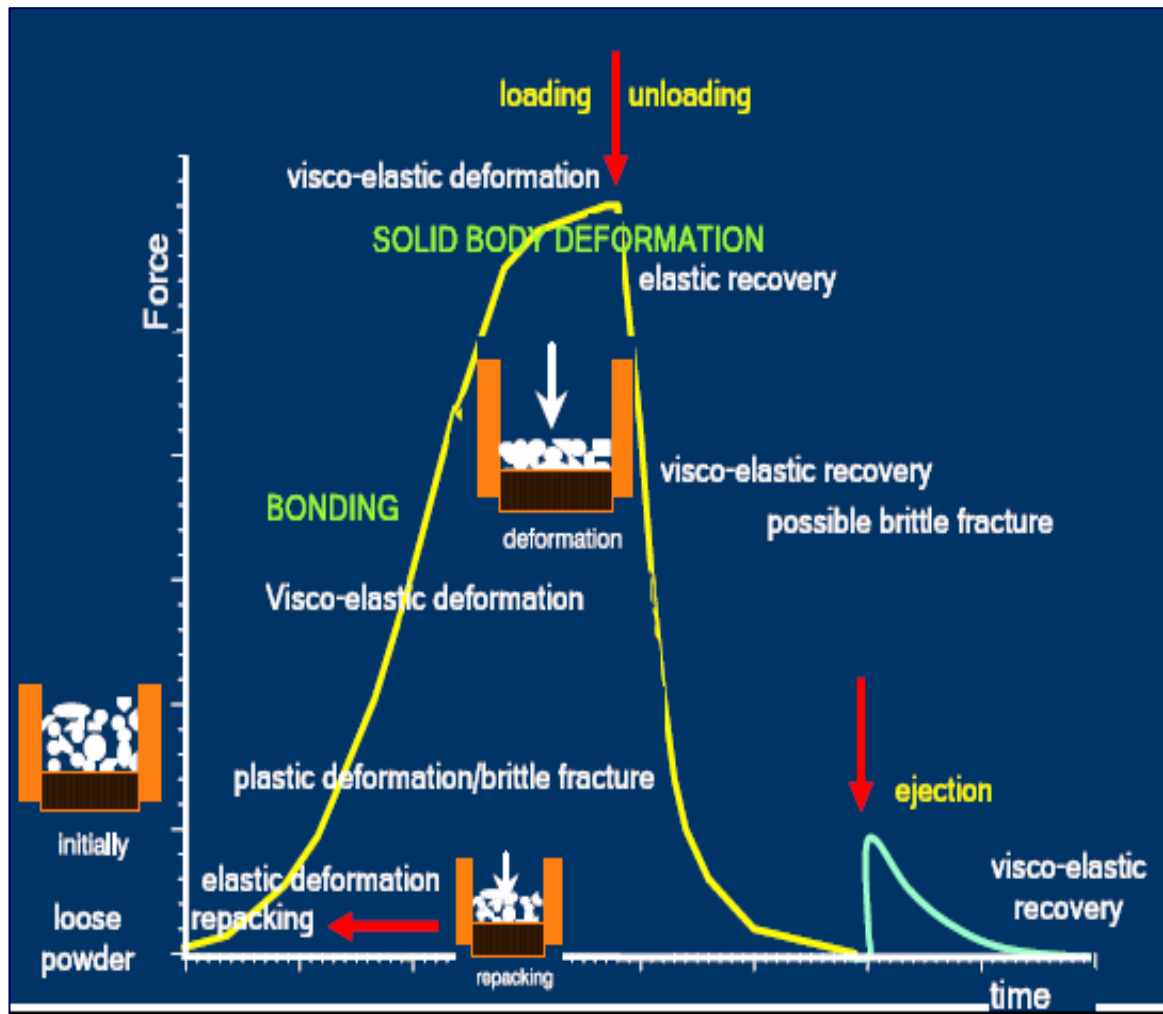 loading
unloading
visco-elastic deformation
SOLID BODY DEFORMATION
Force
elastic recovery
visco-elastic recovery
possible brittle fracture
BONDING
deformation
Visco-elastic deformation
plastic deformation/brittle fracture
ejection
initially
elastic deformation
repacking
loose
powder
repacking
visco-elastic
recovery
time